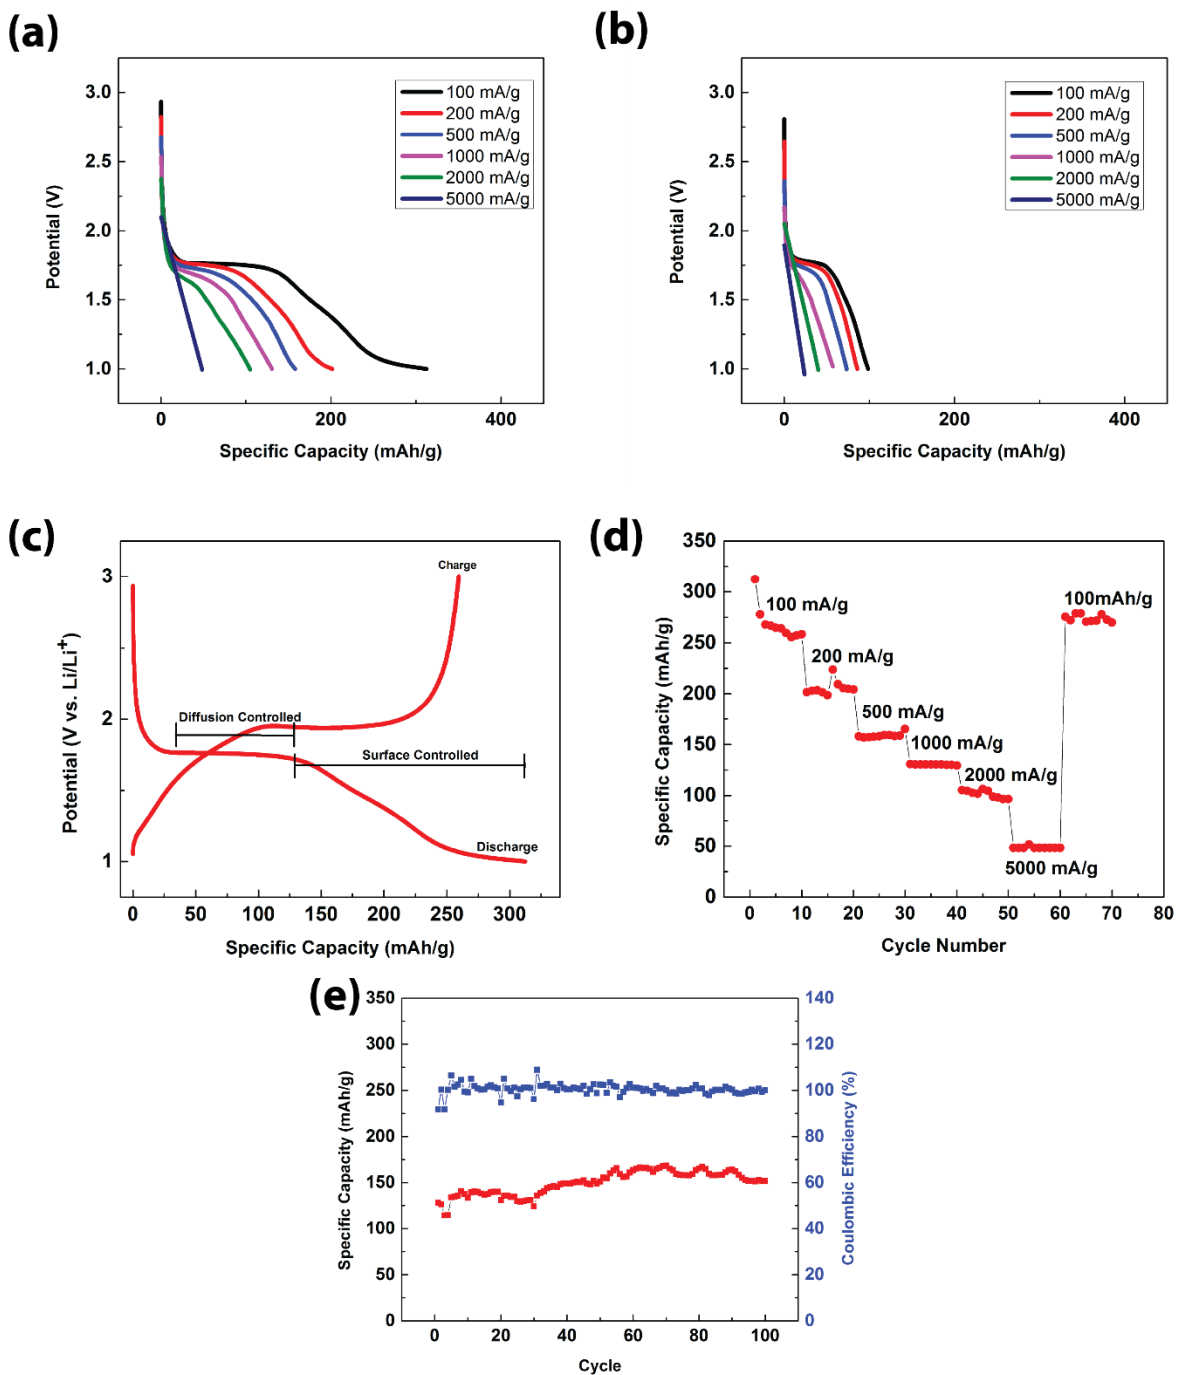 (a)
3.0
2.5
2.0
1.5
1.0
Potential (V)
100 mA/g
200 mA/g
500 mA/g
1000 mA/g
2000 mA/g
5000 mA/g
0
200
400
Specific Capacity (mAh/g)
(b)
3.0
2.5
2.0
1.5
1.0
Potential (V)
100 mA/g
200 mA/g
500 mA/g
1000 mA/g
2000 mA/g
5000 mA/g
0
200
400
Specific Capacity (mAh/g)
(c)
3
2
1
Potential (V vs. Li/Li+)
Charge
Diffusion Controlled
Surface Controlled
Discharge
0
50
100
150
200
250
300
Specific Capacity (mAh/g)
(d)
350
300
250
200
150
100
50
0
Specific Capacity (mAh/g)
100 mA/g
200 mA/g
500 mA/g
1000 mA/g
2000 mA/g
5000 mA/g
100mAh/g
0
10
20
30
40
50
60
70
80
Cycle Number
(e)
350
300
250
200
150
100
50
0
Specific Capacity (mAh/g)
140
120
100
80
60
40
20
0
Coulombic Efficiency (%)
0
20
40
60
80
100
Cycle